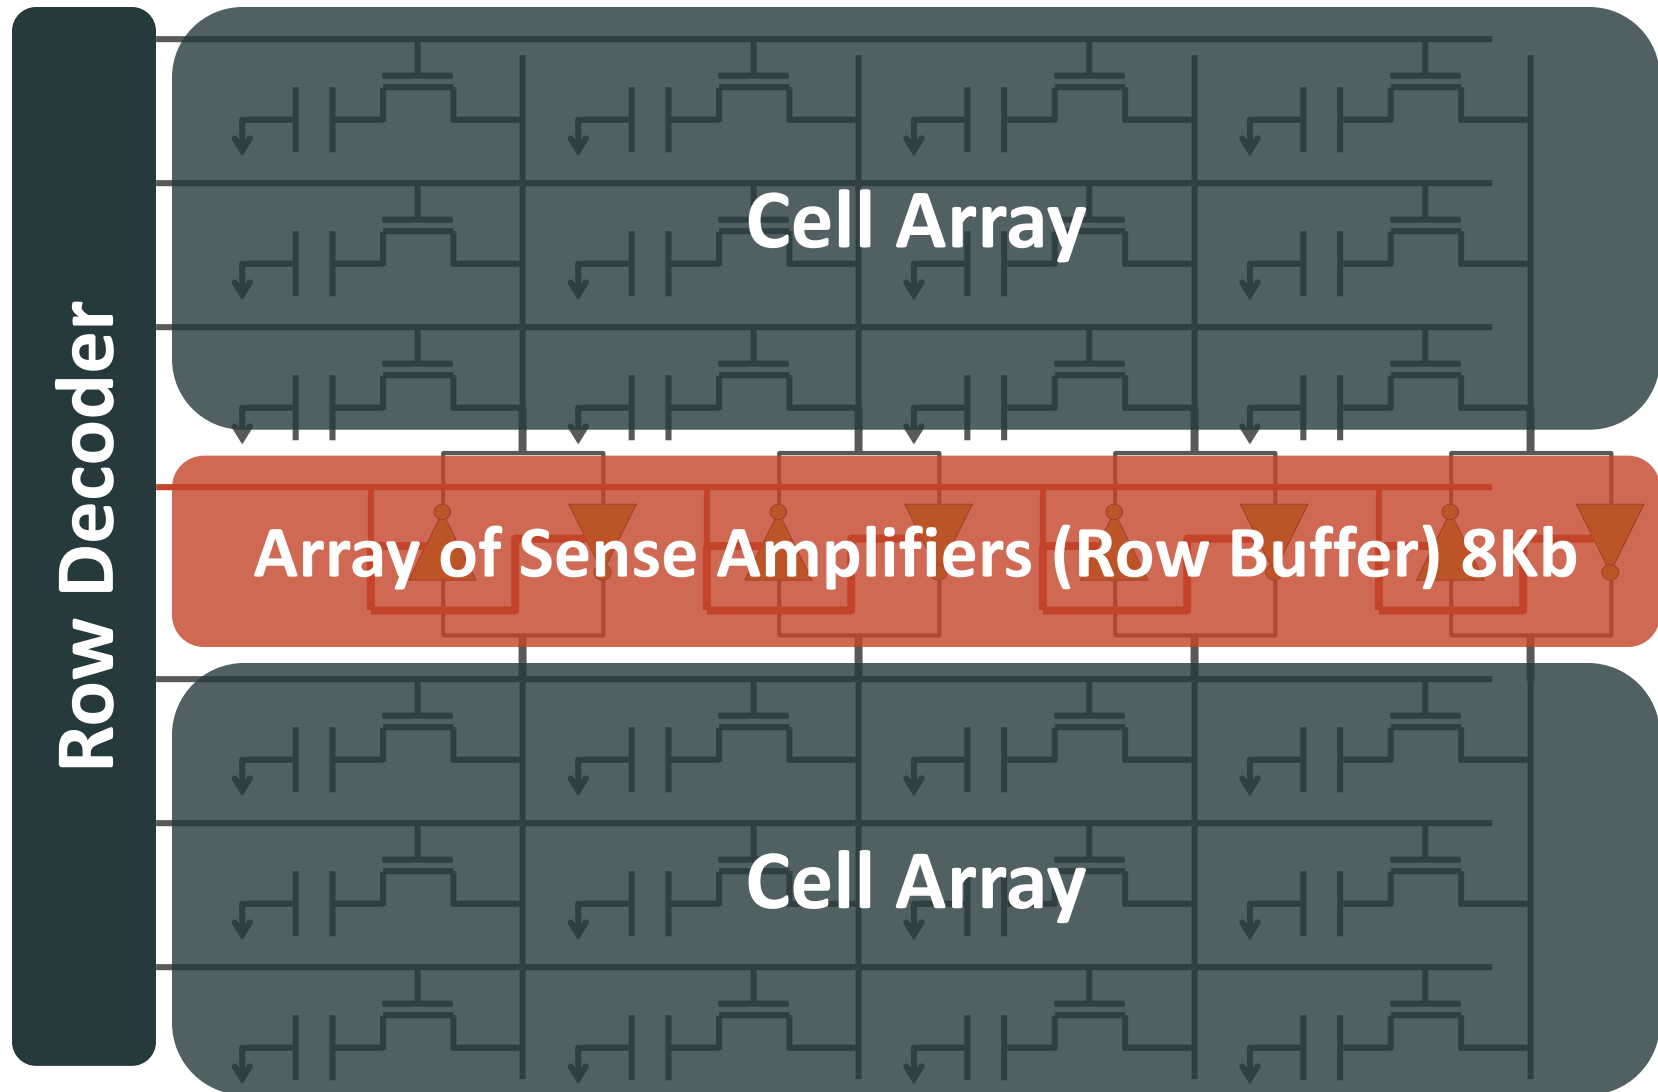 Row Decoder
Cell Array
Array of Sense Amplifiers (Row Buffer) 8Kb
Cell Array